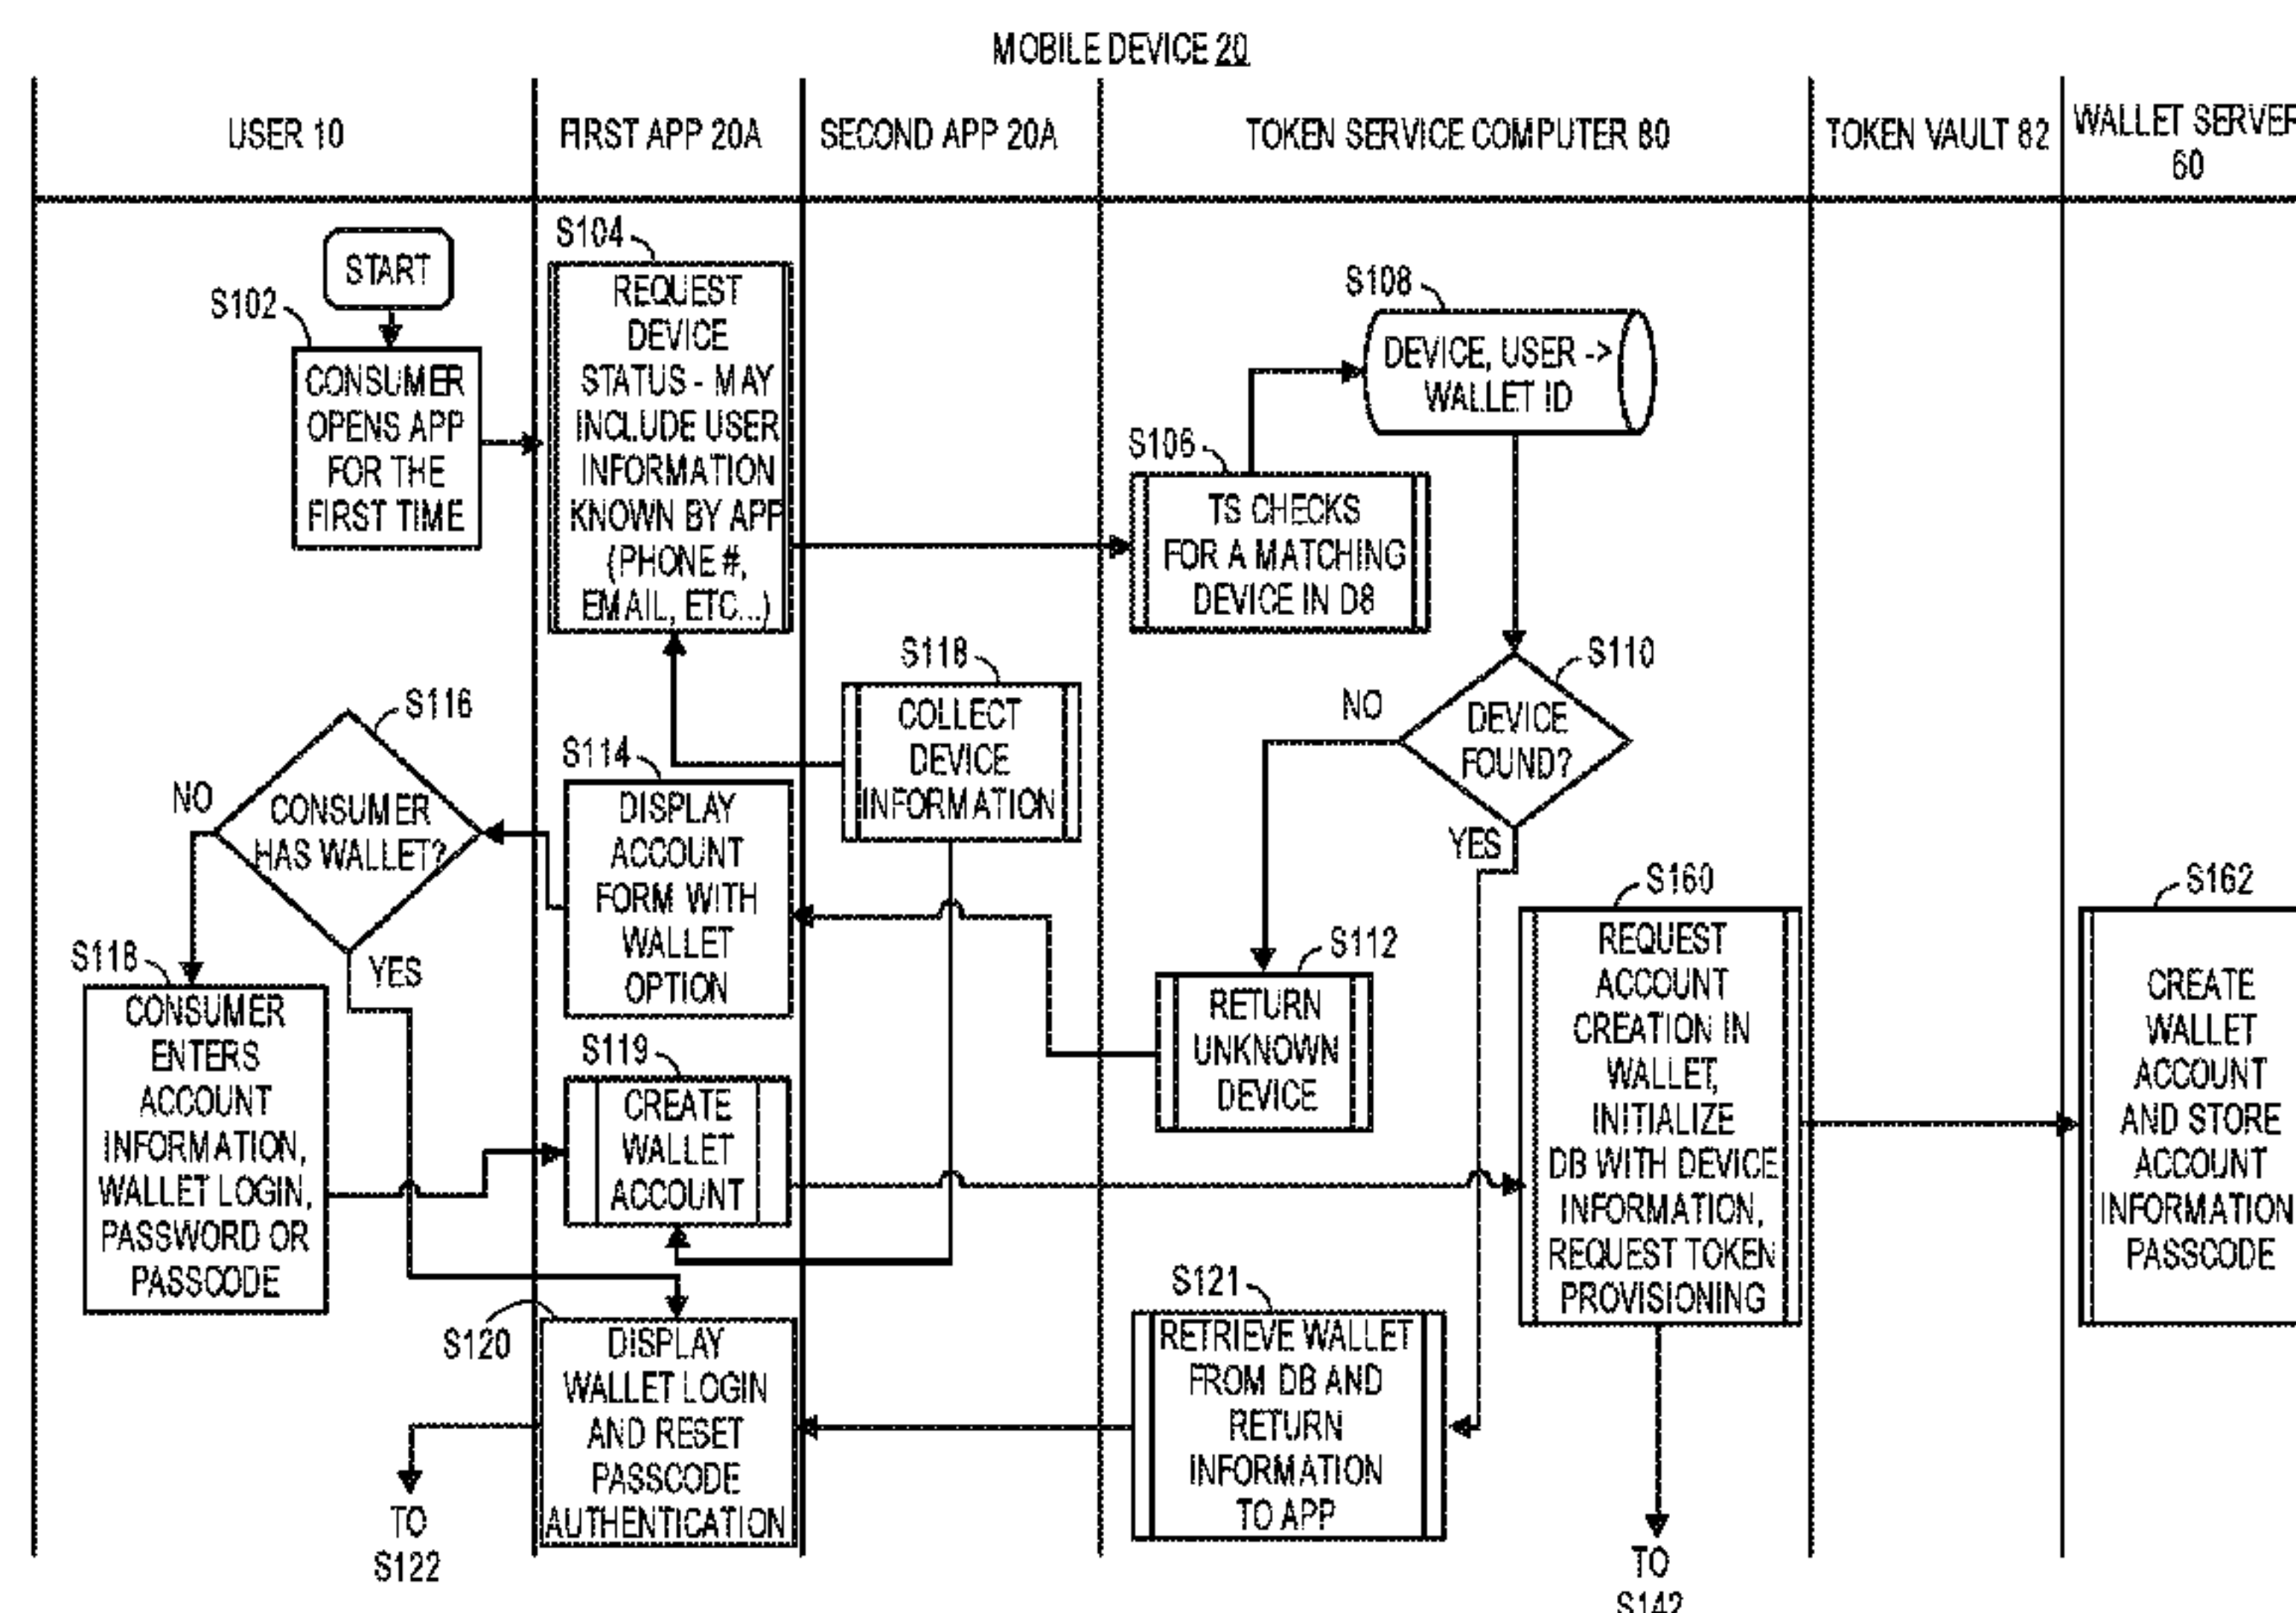 MOBILE DEVICE 20
USER 10
FIRST APP 20A
SECOND APP 20A
TOKEN SERVICE COMPUTER 80
TOKEN VAULT 82
WALLET SERVER
60
START
S102
CONSUMER
OPENS APP
FOR THE
FIRST TIME
S104
REQUEST
DEVICE
STATUS - MAY
INCLUDE USER
INFORMATION
KNOWN BY APP
(PHONE #,
EMAIL, ETC...)
S106
TS CHECKS
FOR A MATCHING
DEVICE IN D8
S108
DEVICE, USER ->
WALLET ID
S110
DEVICE
FOUND?
NO
YES
S112
RETURN
UNKNOWN
DEVICE
S118
COLLECT
DEVICE
INFORMATION
S114
DISPLAY
ACCOUNT
FORM WITH
WALLET
OPTION
S116
CONSUMER
HAS WALLET?
NO
YES
S118
CONSUMER
ENTERS
ACCOUNT
INFORMATION,
WALLET LOGIN,
PASSWORD OR
PASSCODE
S119
CREATE
WALLET
ACCOUNT
S160
REQUEST
ACCOUNT
CREATION IN
WALLET,
INITIALIZE
DB WITH DEVICE
INFORMATION,
REQUEST TOKEN
PROVISIONING
S162
CREATE
WALLET
ACCOUNT
AND STORE
ACCOUNT
INFORMATION
PASSCODE
S120
DISPLAY
WALLET LOGIN
AND RESET
PASSCODE
AUTHENTICATION
S121
RETRIEVE WALLET
FROM DB AND
RETURN
INFORMATION
TO APP
TO
S122
TO
S142